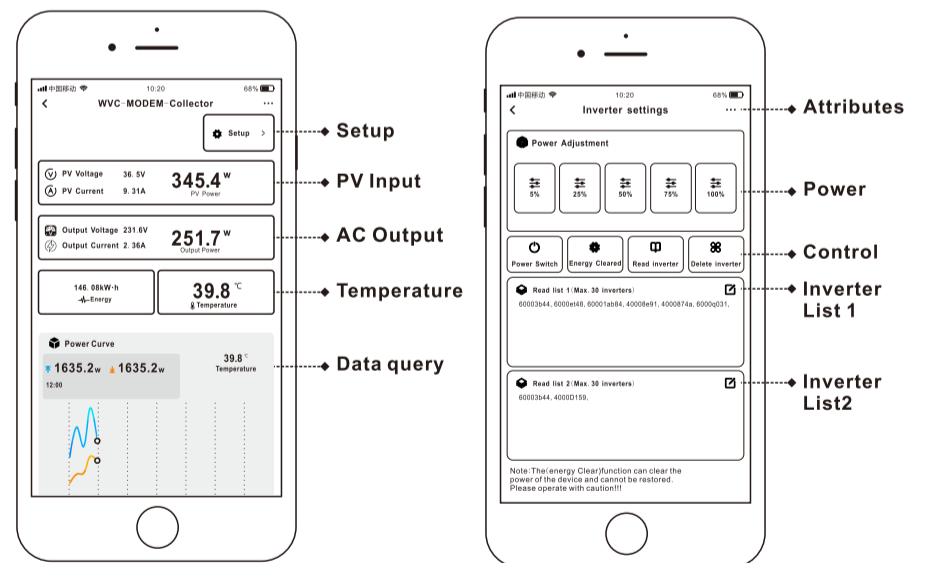 中国移动 10:20 68%
WVC-MODEM-Collector
Setup
Setup
PV Voltage 36. 5V
PV Current 9. 31A
345.4 W
PV Power
PV Input
Output Voltage 231.6V
Output Current 2. 36A
251.7 W
Output Power
AC Output
146. 08kW·h
Energy
39.8 ℃
Temperature
Temperature
Power Curve
1635.2w 1635.2w
12:00
39.8 ℃
Temperature
Data query
中国移动 10:20 68%
Inverter settings
Attributes
Power Adjustment
5% 25% 50% 75% 100%
Power
Power Switch Energy Cleared Read inverter Delete inverter
Control
Read list 1(Max. 30 inverters)
60003b44, 6000et48, 60001ab84, 40008e91, 4000874a, 6000q031,
Inverter
List 1
Read list 2(Max. 30 inverters)
60003b44, 4000D159,
Inverter
List2
Note:The(energy Clear)function can clear the
power of the device and cannot be restored.
Please operate with caution!!!